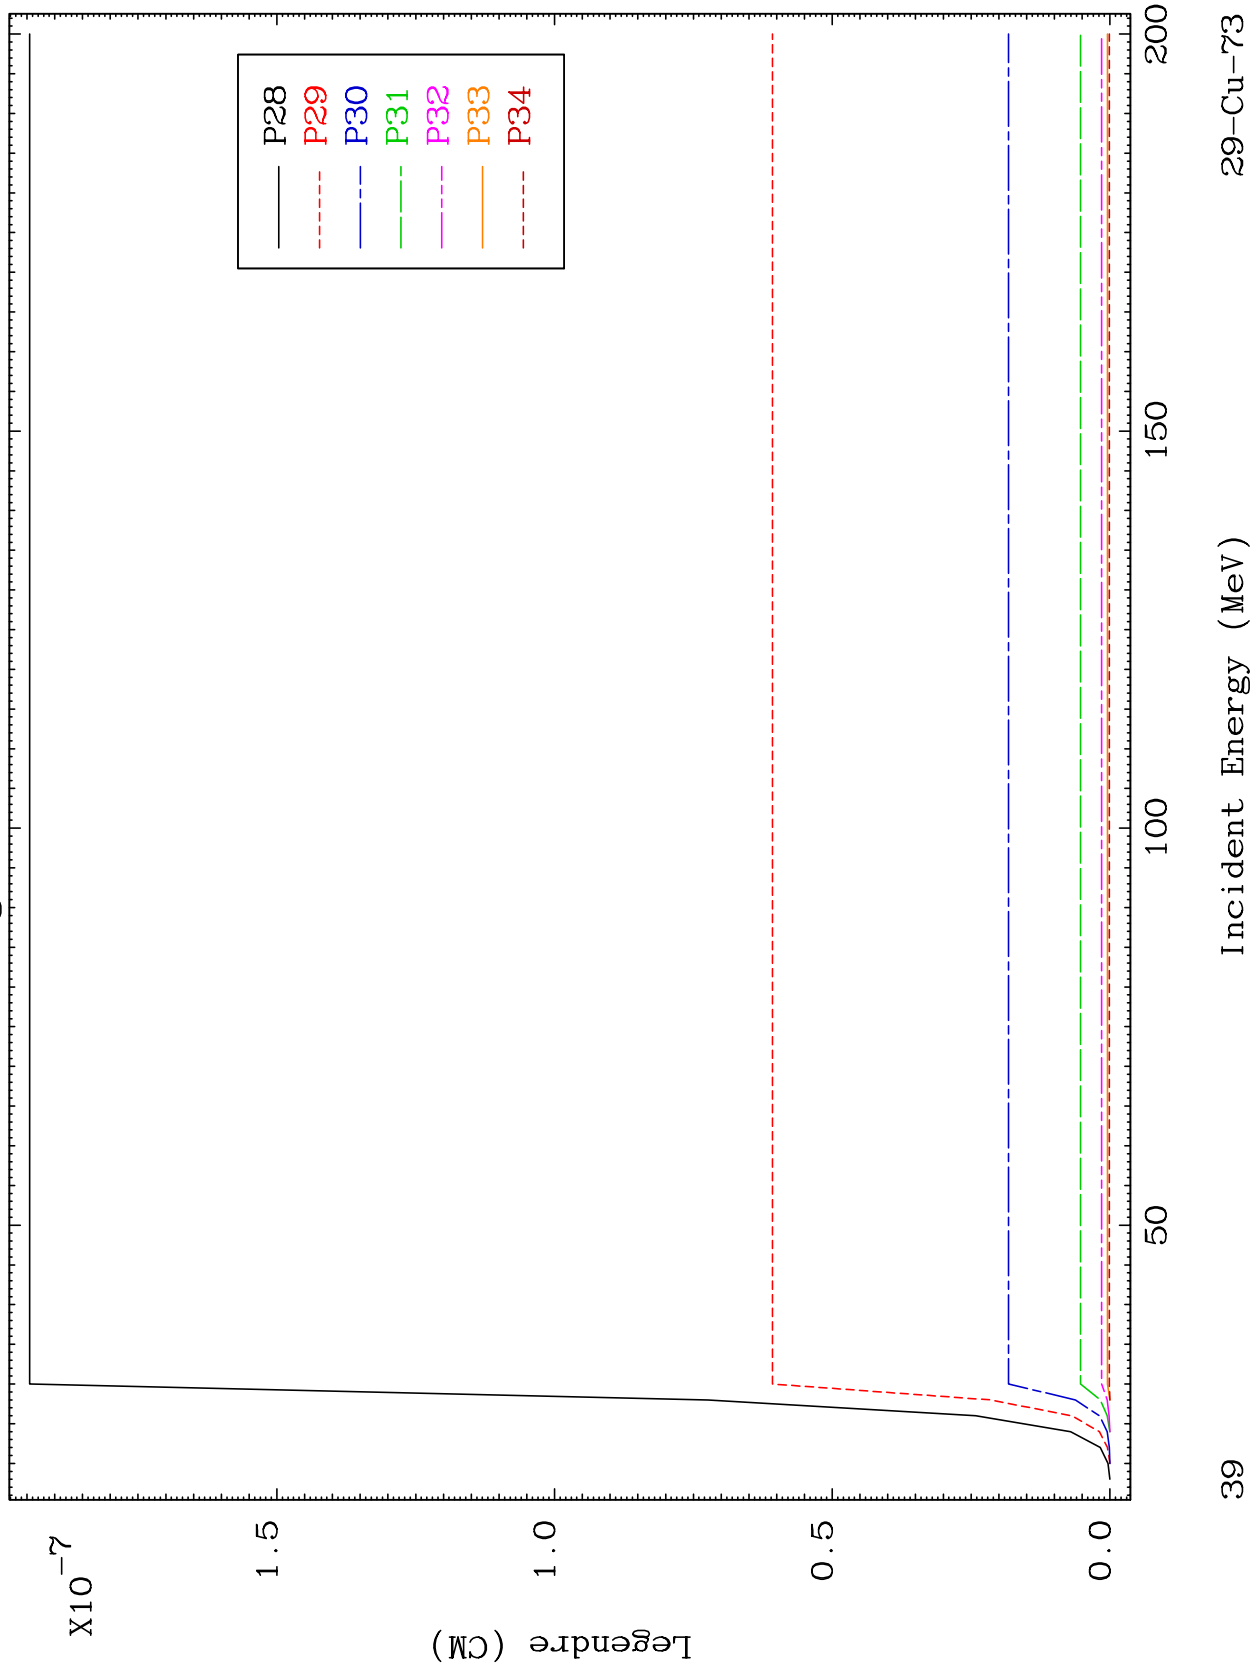 X10-7
1.5
1.0
0.5
0.0
Legendre (CM)
P28
P29
P30
P31
P32
P33
P34
50
100
150
200
39
Incident Energy (MeV)
29-Cu-73